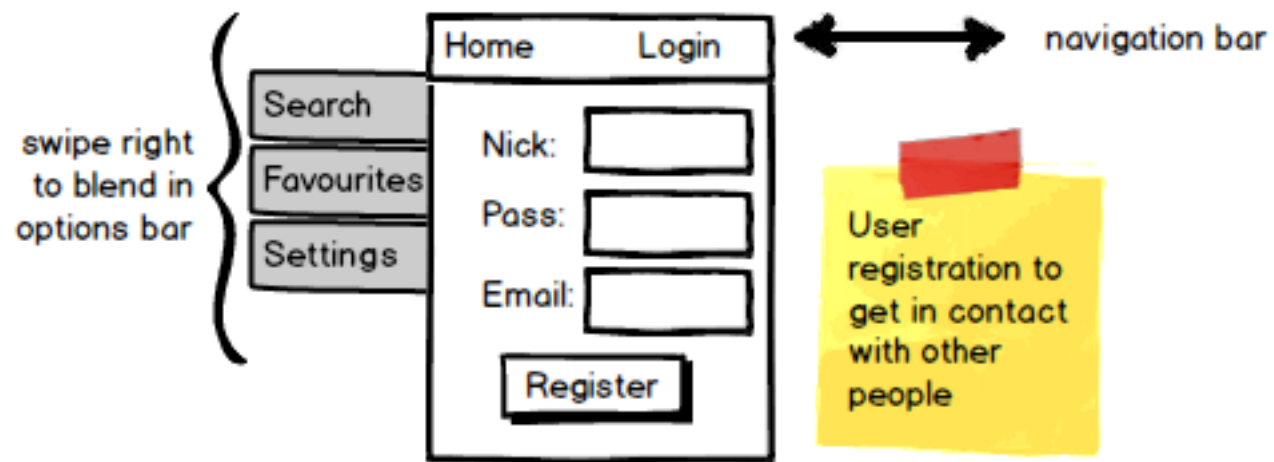 Home Login
navigation bar
Search
Favourites
Settings
swipe right
to blend in
options bar
Nick:
Pass:
Email:
Register
User
registration to
get in contact
with other
people